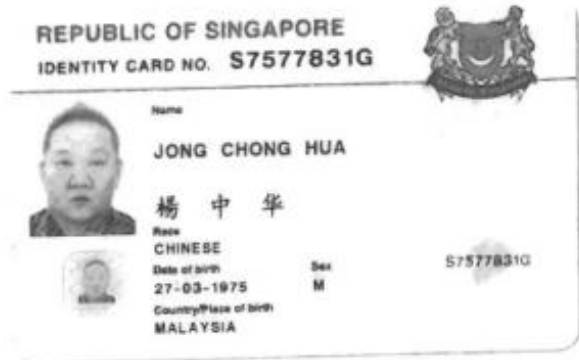 REPUBLIC OF SINGAPORE
IDENTITY CARD NO. S7577831G
Name
JONG CHONG HUA
楊 中 华
Race
CHINESE
Date of birth Sex
27-03-1975 M
S7577831G
Country/Place of birth
MALAYSIA